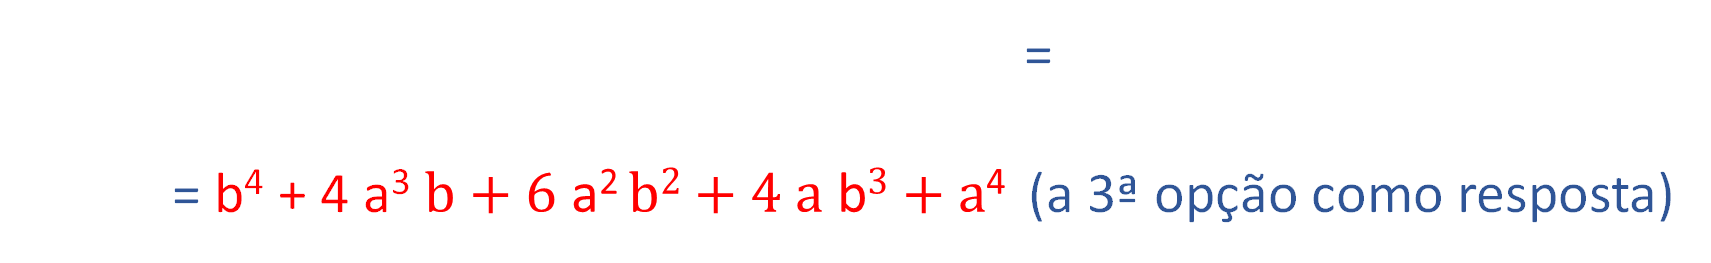 =
= b⁴ + 4 a³ b + 6 a² b² + 4 a b³ + a⁴ (a 3ª opção como resposta)